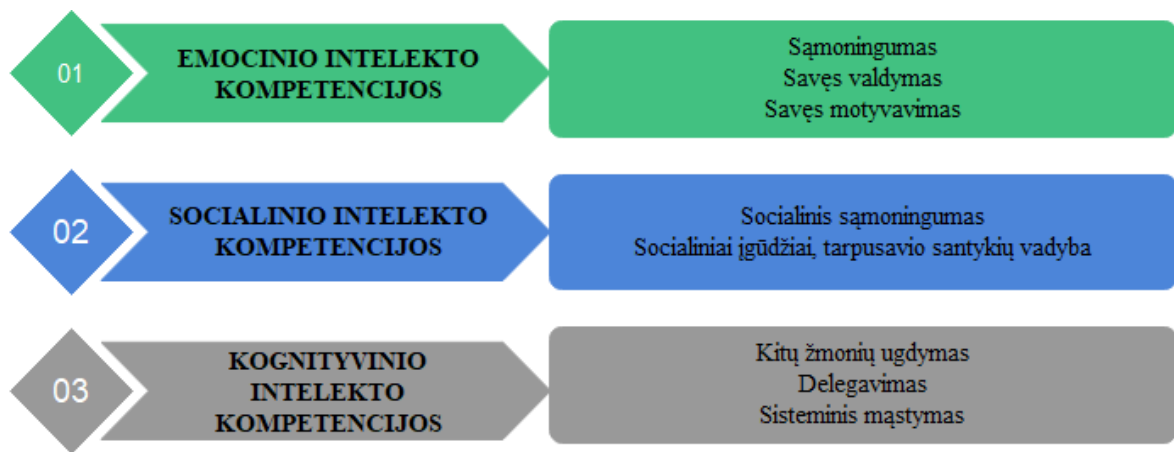 01
EMOCINIO INTELEKTO
KOMPETENCIJOS
Sąmoningumas
Savęs valdymas
Savęs motyvavimas
02
SOCIALINIO INTELEKTO
KOMPETENCIJOS
Socialinis sąmoningumas
Socialiniai įgūdžiai, tarpusavio santykių vadyba
03
KOGNITYVINIO
INTELEKTO
KOMPETENCIJOS
Kitų žmonių ugdymas
Delegavimas
Sisteminis mąstymas